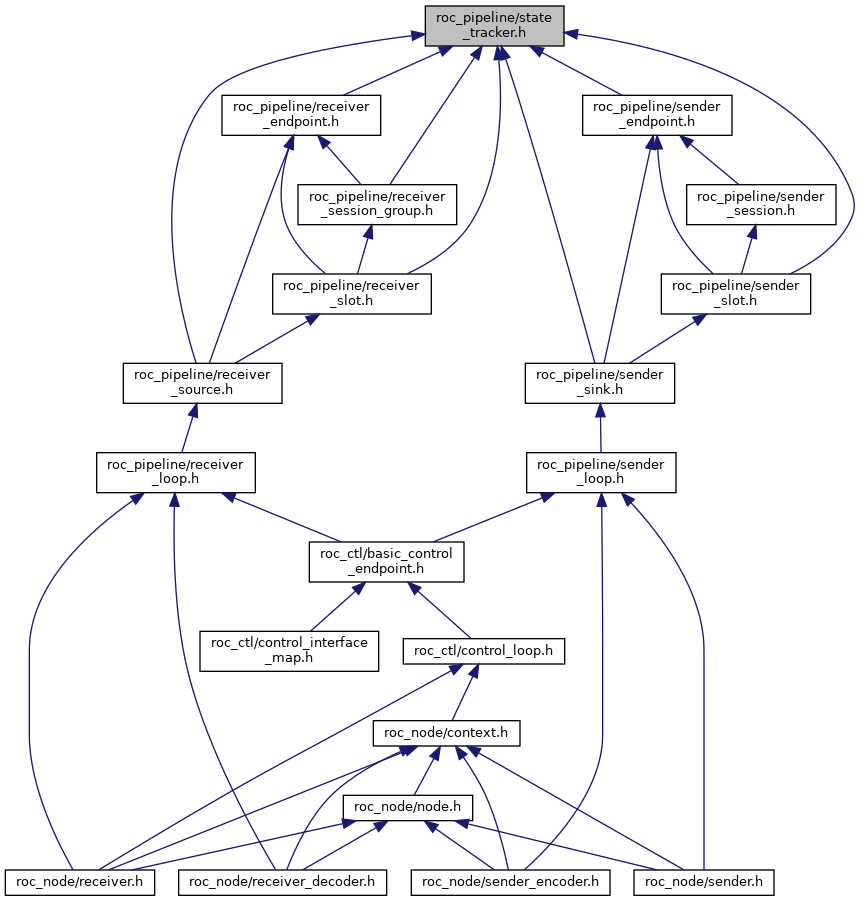 roc_pipeline/state
_tracker.h
roc_pipeline/receiver
_endpoint.h
roc_pipeline/sender
_endpoint.h
roc_pipeline/receiver
_session_group.h
roc_pipeline/sender
_session.h
roc_pipeline/receiver
_slot.h
roc_pipeline/sender
_slot.h
roc_pipeline/receiver
_source.h
roc_pipeline/sender
_sink.h
roc_pipeline/receiver
_loop.h
roc_pipeline/sender
_loop.h
roc_ctl/basic_control
_endpoint.h
roc_ctl/control_interface
_map.h
roc_ctl/control_loop.h
roc_node/context.h
roc_node/node.h
roc_node/receiver.h
roc_node/receiver_decoder.h
roc_node/sender_encoder.h
roc_node/sender.h